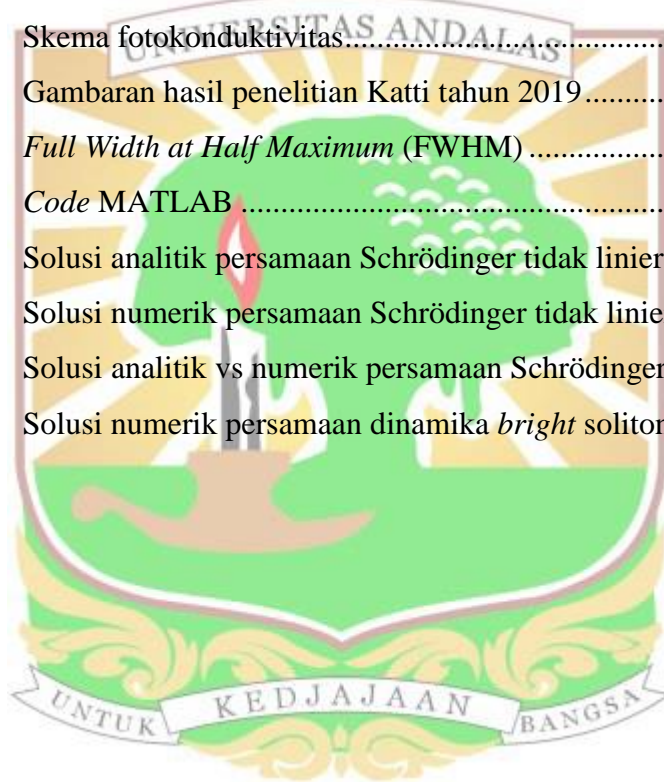 UNIVERSITAS ANDALAS
Skema fotokonduktivitas.................................
Gambaran hasil penelitian Katti tahun 2019..........
Full Width at Half Maximum (FWHM) .................
Code MATLAB ..............................................
Solusi analitik persamaan Schrödinger tidak linier
Solusi numerik persamaan Schrödinger tidak linie
Solusi analitik vs numerik persamaan Schrödinger
Solusi numerik persamaan dinamika bright soliton
UNTUK KEDJAJAAN BANGSA